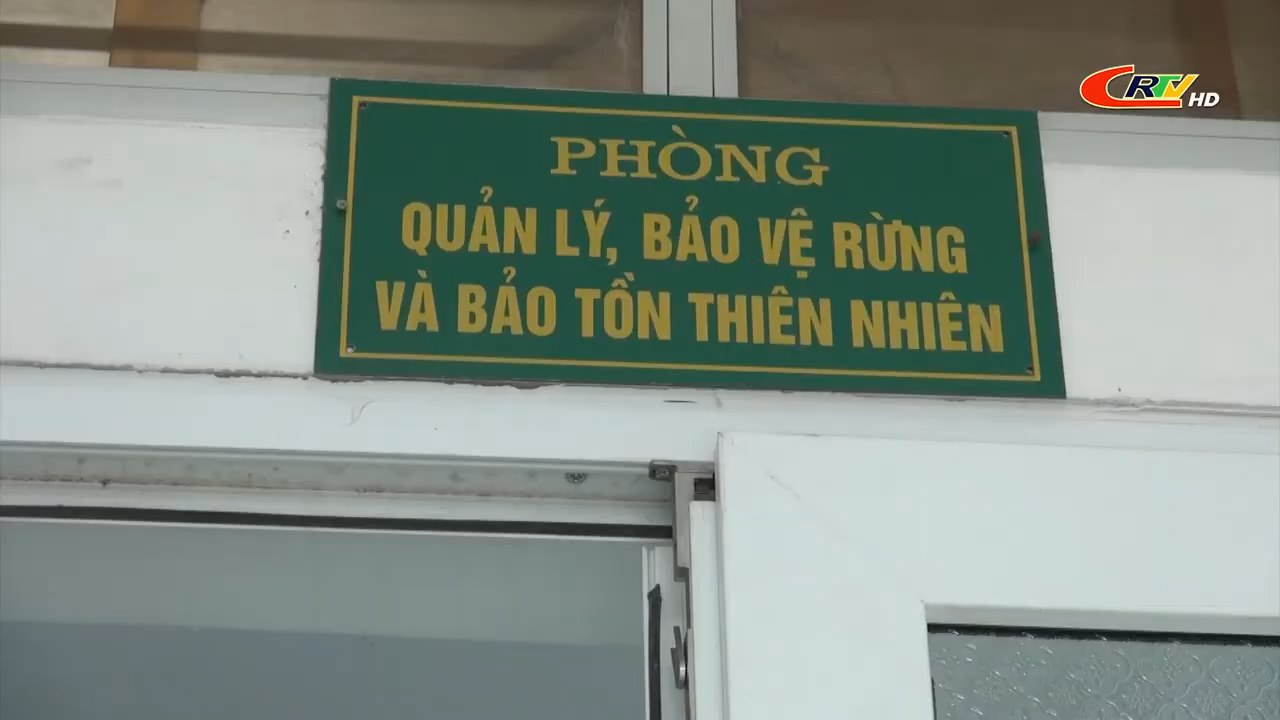 CRTV HD
PHÒNG
QUẢN LÝ, BẢO VỆ RỪNG
VÀ BẢO TỒN THIÊN NHIÊN